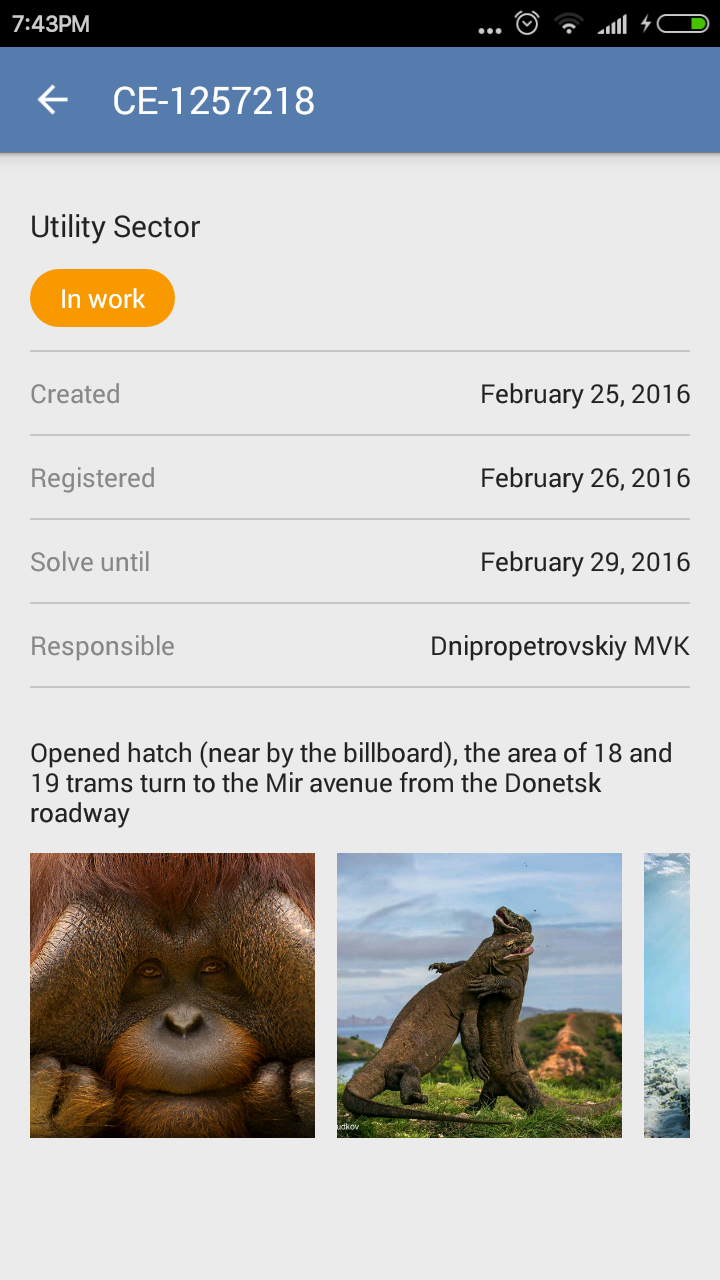 7:43PM
CE-1257218
Utility Sector
In work
Created February 25, 2016
Registered February 26, 2016
Solve until February 29, 2016
Responsible Dnipropetrovskiy MVK
Opened hatch (near by the billboard), the area of 18 and
19 trams turn to the Mir avenue from the Donetsk
roadway
udkov